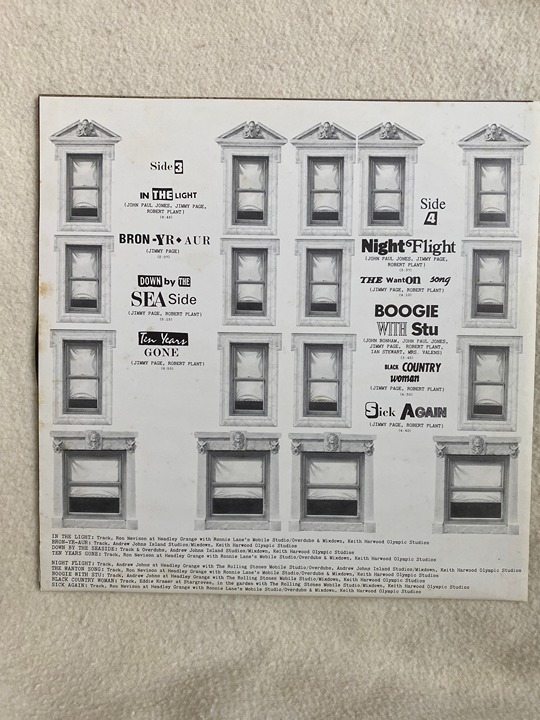 Side 3
IN THE LIGHT
(JOHN PAUL JONES, JIMMY PAGE,
ROBERT PLANT)
BRON-YR-AUR
(JIMMY PAGE)
DOWN by THE
SEA Side
(JIMMY PAGE, ROBERT PLANT)
Ten Years
GONE
(JIMMY PAGE, ROBERT PLANT)
Side
4
Night Flight
(JOHN PAUL JONES, JIMMY PAGE,
ROBERT PLANT)
THE Wanton song
(JIMMY PAGE, ROBERT PLANT)
BOOGIE
WITH Stu
(JOHN BONHAM, JOHN PAUL JONES,
JIMMY PAGE, ROBERT PLANT,
IAN STEWART, MRS. VALENS)
BLACK COUNTRY
woman
(JIMMY PAGE, ROBERT PLANT)
Sick AGAIN
(JIMMY PAGE, ROBERT PLANT)
IN THE LIGHT: Track, Ron Nevison at Headley Grange with Ronnie Lane's Mobile Studio/Overdubs & Mixdown, Keith Harwood Olympic Studios
BRON-YR-AUR: Track, Andrew Johns Island Studios/Mixdown, Keith Harwood Olympic Studios
DOWN BY THE SEASIDE: Track & Overdubs, Andrew Johns Island Studios/Mixdown, Keith Harwood Olympic Studios
TEN YEARS GONE: Track, Ron Nevison at Headley Grange with Ronnie Lane's Mobile Studio/Overdubs & Mixdown, Keith Harwood Olympic Studios
NIGHT FLIGHT: Track, Andrew Johns at Headley Grange with The Rolling Stones Mobile Studio/Overdubs, Andrew Johns Island Studios/Mixdown, Keith Harwood Olympic Studios
THE WANTON SONG: Track, Ron Nevison at Headley Grange with Ronnie Lane's Mobile Studio/Overdubs & Mixdown, Keith Harwood Olympic Studios
BOOGIE WITH STU: Track, Andrew Johns at Headley Grange with The Rolling Stones Mobile Studio/Mixdown, Keith Harwood Olympic Studios
BLACK COUNTRY WOMAN: Track, Eddie Kramer at Stargroves, in the garden with The Rolling Stones Mobile Studio/Mixdown, Keith Harwood Olympic Studios
SICK AGAIN: Track, Ron Nevison at Headley Grange with Ronnie Lane's Mobile Studio/Overdubs & Mixdown, Keith Harwood Olympic Studios